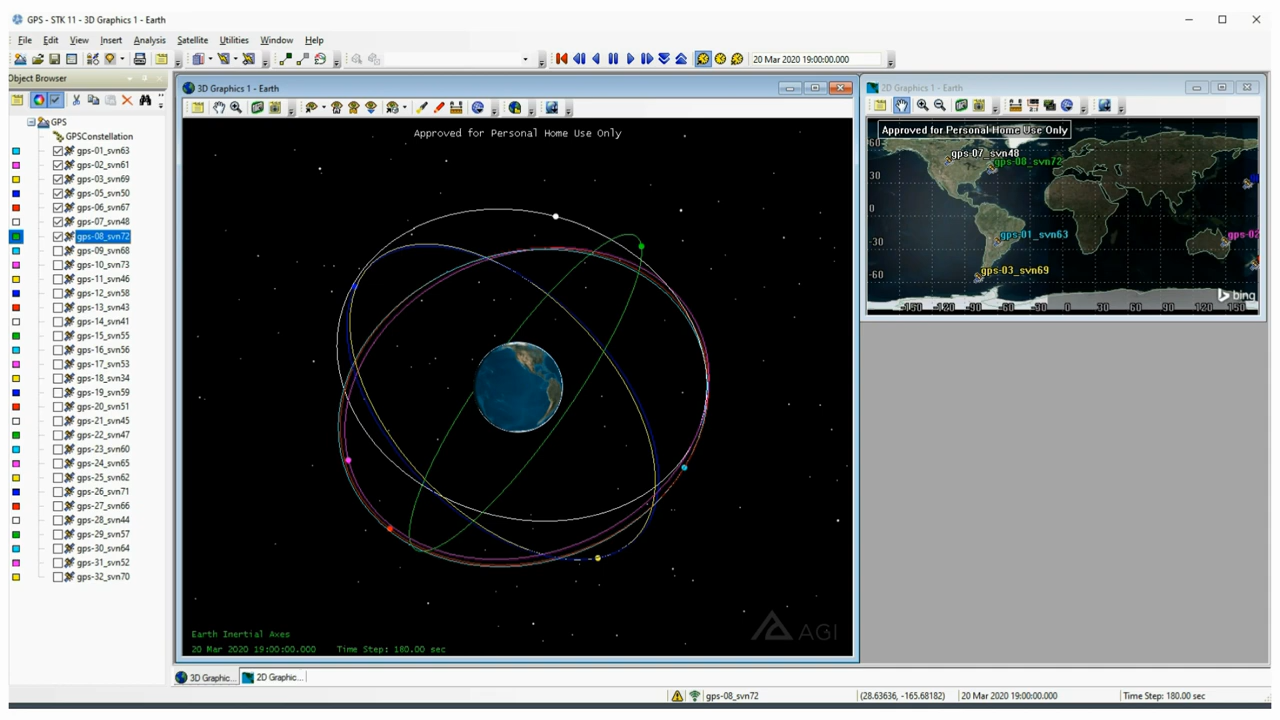 GPS - STK 11 - 3D Graphics 1 - Earth
File Edit View Insert Analysis Satellite Utilities Window Help
20 Mar 2020 19:00:00.000
Object Browser
GPS
GPSConstellation
gps-01_svn63
gps-02_svn61
gps-03_svn69
gps-05_svn50
gps-06_svn67
gps-07_svn48
gps-08_svn72
gps-09_svn68
gps-10_svn73
gps-11_svn46
gps-12_svn58
gps-13_svn43
gps-14_svn41
gps-15_svn55
gps-16_svn56
gps-17_svn53
gps-18_svn34
gps-19_svn59
gps-20_svn51
gps-21_svn45
gps-22_svn47
gps-23_svn60
gps-24_svn65
gps-25_svn62
gps-26_svn71
gps-27_svn66
gps-28_svn44
gps-29_svn57
gps-30_svn64
gps-31_svn52
gps-32_svn70
3D Graphics 1 - Earth
Approved for Personal Home Use Only
AGI
Earth Inertial Axes
20 Mar 2020 19:00:00.000 Time Step: 180.00 sec
2D Graphics 1 - Earth
Approved for Personal Home Use Only
60
30
0
-30
-60
gps-07_svn48
gps-08_svn72
gps-01_svn63
gps-02
gps-03_svn69
bing
-150 -90 -60 -30 0 30 60 90 120 150
3D Graphic... 2D Graphic...
gps-08_svn72 (28.63636, -165.68182) 20 Mar 2020 19:00:00.000 Time Step: 180.00 sec